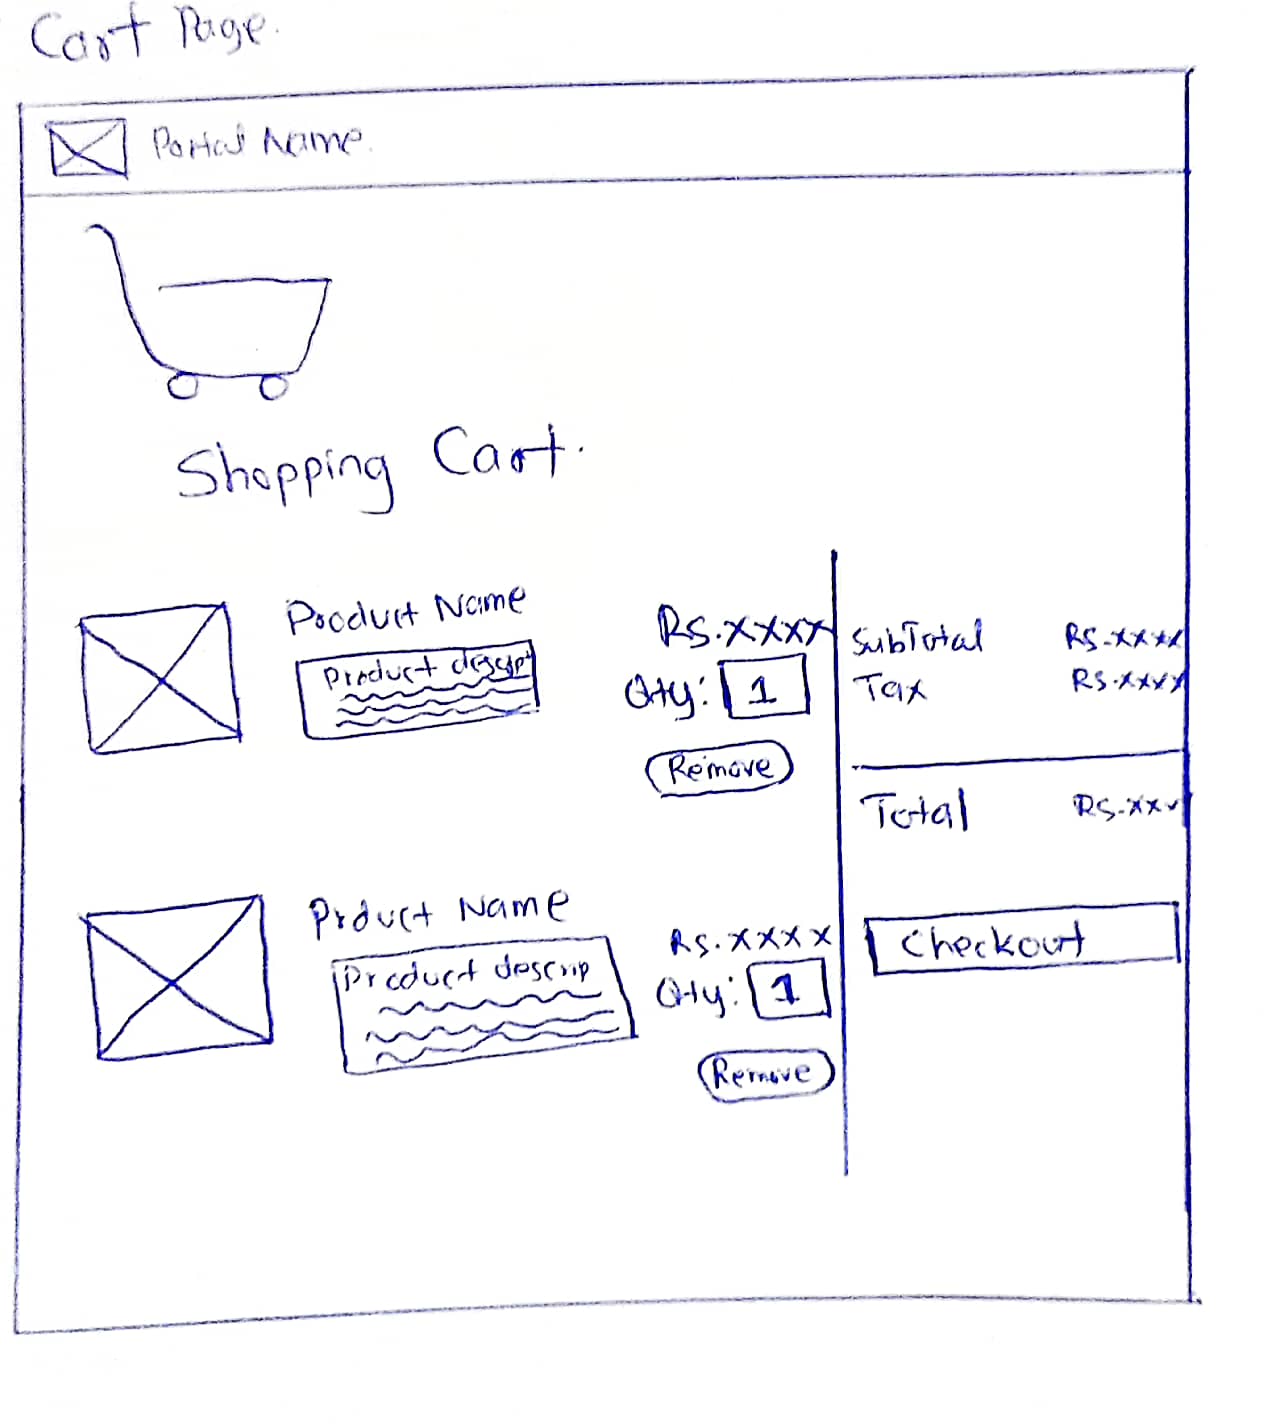 Cart Page.
Portal Name.
Shopping Cart.
Product Name
Product descript
Rs.xxxx
Qty: 1
Remove
SubTotal Rs.xxxx
Tax Rs.xxxx
Total Rs.xxx
Checkout
Prduct Name
Product descrip
Rs.xxxx
Qty: 1
Remove